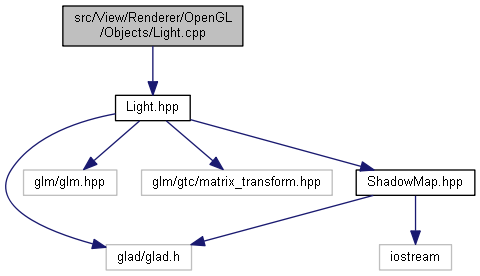 src/View/Renderer/OpenGL
/Objects/Light.cpp
Light.hpp
glm/glm.hpp
glm/gtc/matrix_transform.hpp
ShadowMap.hpp
glad/glad.h
iostream